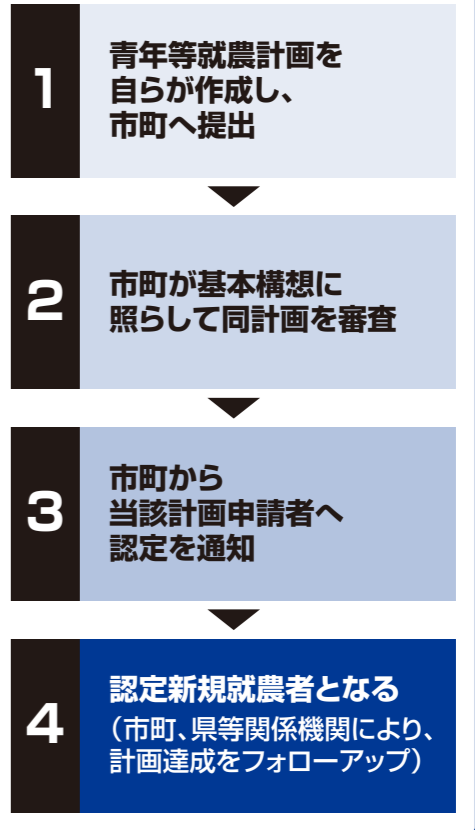 1
青年等就農計画を
自らが作成し、
市町へ提出
2
市町が基本構想に
照らして同計画を審査
3
市町から
当該計画申請者へ
認定を通知
4
認定新規就農者となる
（市町、県等関係機関により、
計画達成をフォローアップ）